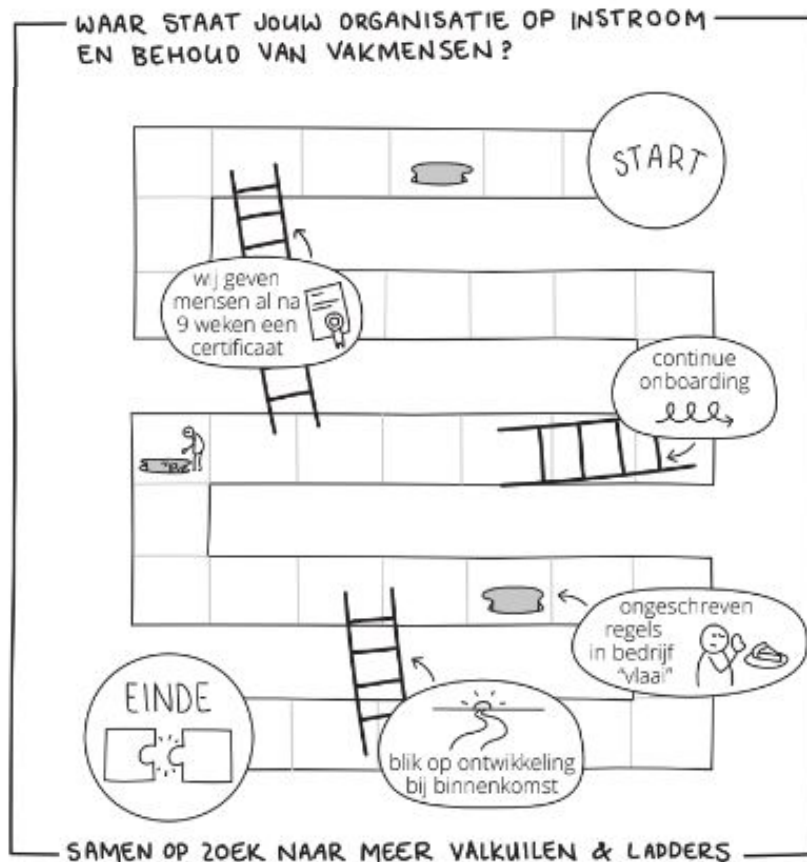 WAAR STAAT JOUW ORGANISATIE OP INSTROOM
EN BEHOUD VAN VAKMENSEN?
START
wij geven
mensen al na
9 weken een
certificaat
continue
onboarding
ongeschreven
regels
in bedrijf
"vlaai"
EINDE
blik op ontwikkeling
bij binnenkomst
SAMEN OP ZOEK NAAR MEER VALKUILEN & LADDERS